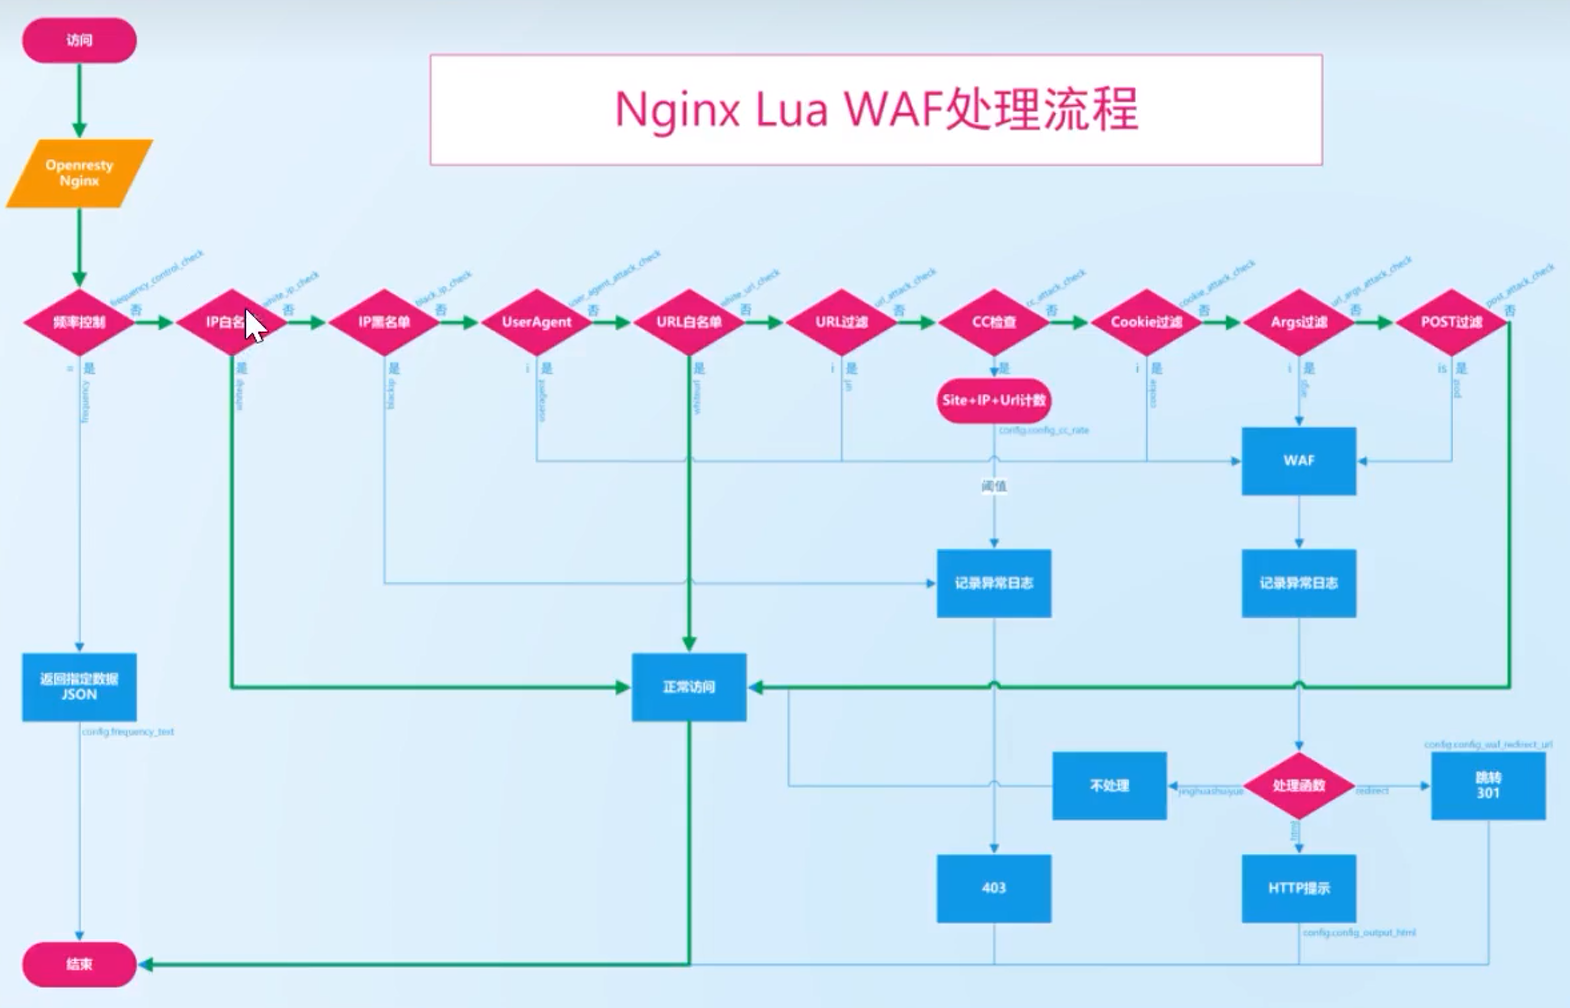 访问
Nginx Lua WAF处理流程
Openresty
Nginx
frequency_control_check
white_ip_check
black_ip_check
user_agent_attack_check
white_url_check
url_attack_check
cc_attack_check
cookie_attack_check
url_args_attack_check
post_attack_check
频率控制
否
IP白名
否
IP黑名单
否
UserAgent
否
URL白名单
否
URL过滤
否
CC检查
否
Cookie过滤
否
Args过滤
否
POST过滤
否
是
frequency
是
whiteip
是
blackip
i 是
useragent
是
whiteurl
i 是
url
是
i 是
cookie
i 是
args
is 是
post
Site+IP+Url计数
config:config_cc_rate
WAF
阈值
记录异常日志
记录异常日志
返回指定数据
JSON
config:frequency_text
正常访问
config:config_waf_redirect_url
不处理
jinghuashuiyue
处理函数
redirect
跳转
301
html
403
HTTP提示
config:config_output_html
结束